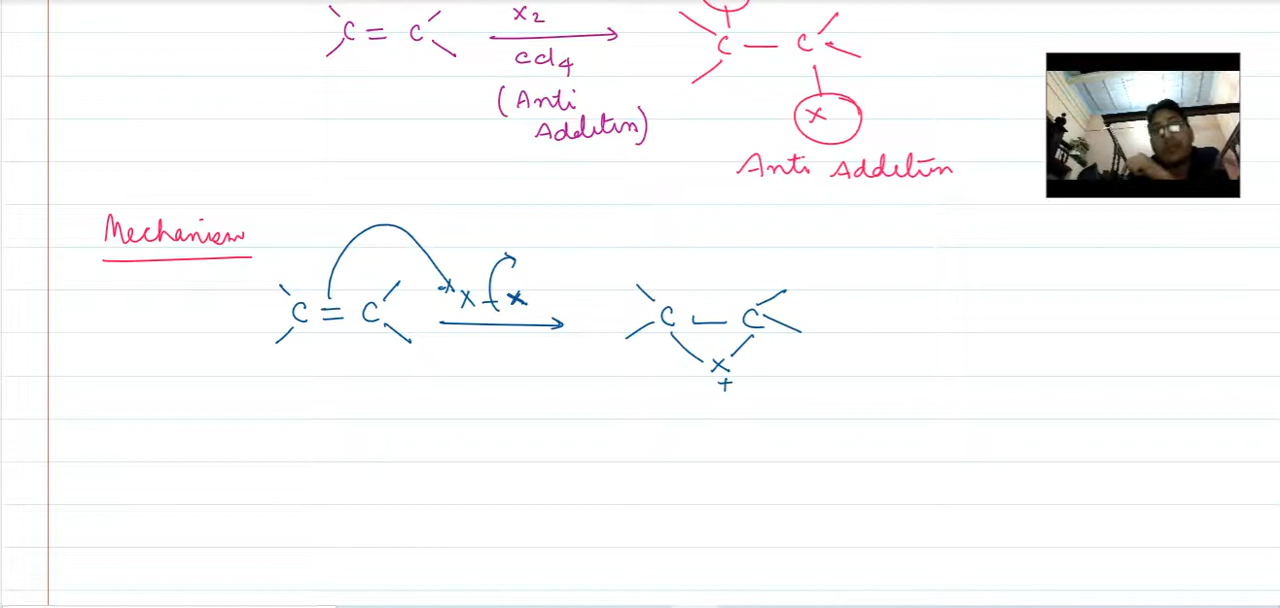 C = C X2 C — C
CCl4
(Anti
Addition)
X
Anti Addition
Mechanism
C = C X – X C — C
X
+